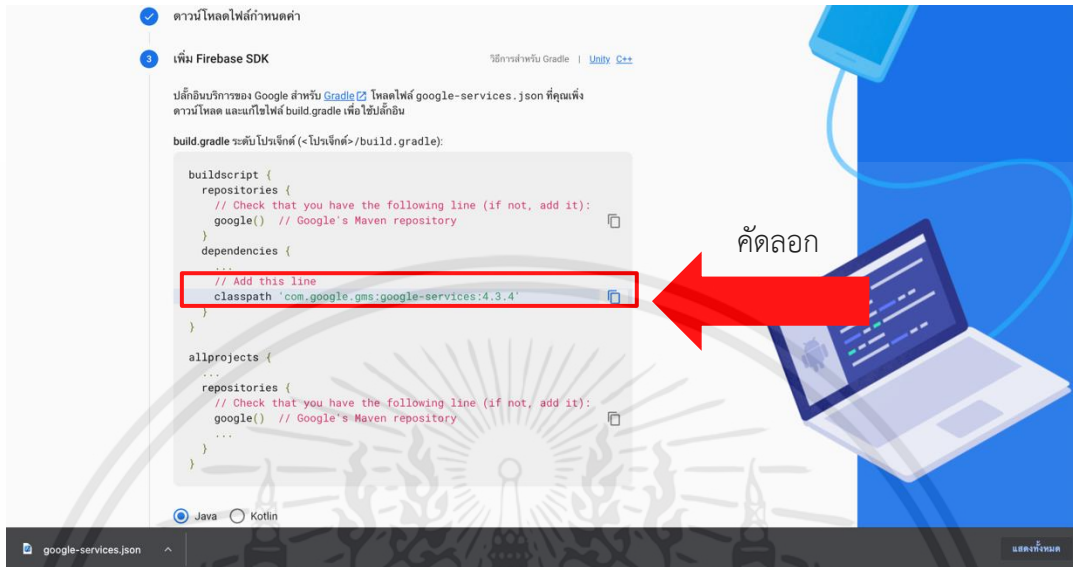 ดาวน์โหลดไฟล์กำหนดค่า
3 เพิ่ม Firebase SDK
วิธีการสำหรับ Gradle | Unity C++
ปลั๊กอินบริการของ Google สำหรับ Gradle โหลดไฟล์ google-services.json ที่คุณเพิ่ง
ดาวน์โหลด และแก้ไขไฟล์ build.gradle เพื่อใช้ปลั๊กอิน
build.gradle ระดับโปรเจ็กต์ (<โปรเจ็กต์>/build.gradle):
buildscript {
repositories {
// Check that you have the following line (if not, add it):
google() // Google's Maven repository
}
dependencies {
...
// Add this line
classpath 'com.google.gms:google-services:4.3.4'
}
}
คัดลอก
allprojects {
...
repositories {
// Check that you have the following line (if not, add it):
google() // Google's Maven repository
...
}
}
Java Kotlin
google-services.json
แสดงทั้งหมด